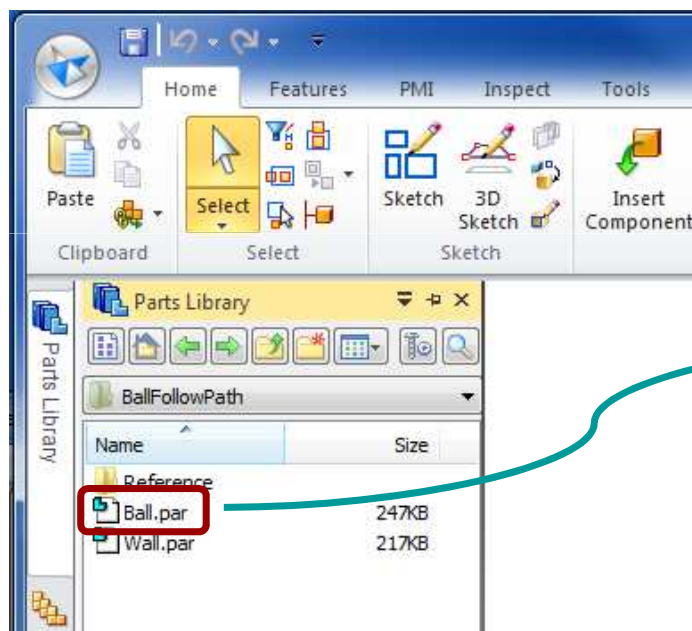 Home Features PMI Inspect Tools
Paste Select Sketch 3D Sketch Insert Component
Clipboard Select Sketch
Parts Library
Parts Library
BallFollowPath
Name Size
Reference
Ball.par 247KB
Wall.par 217KB